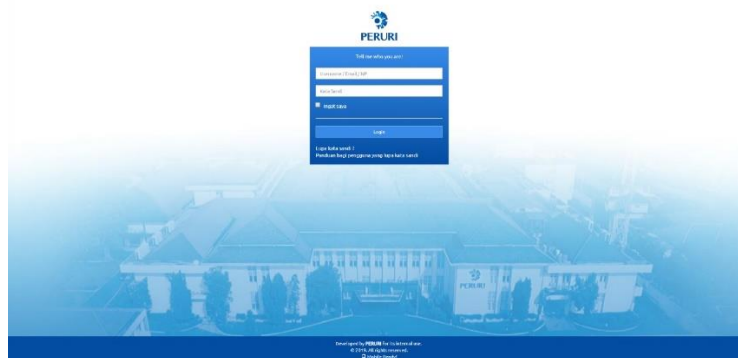 PERURI
Tell me who you are!
Username / Email / NP
Kata Sandi
Ingat saya
Login
Lupa kata sandi ?
Panduan bagi pengguna yang lupa kata sandi
PERURI
Developed by PERURI for its internal use.
© 2019. All rights reserved.